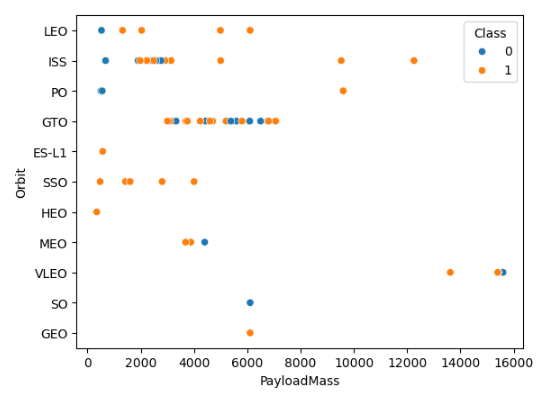 LEO
ISS
PO
GTO
ES-L1
SSO
HEO
MEO
VLEO
SO
GEO
Orbit
Class
0
1
0 2000 4000 6000 8000 10000 12000 14000 16000
PayloadMass